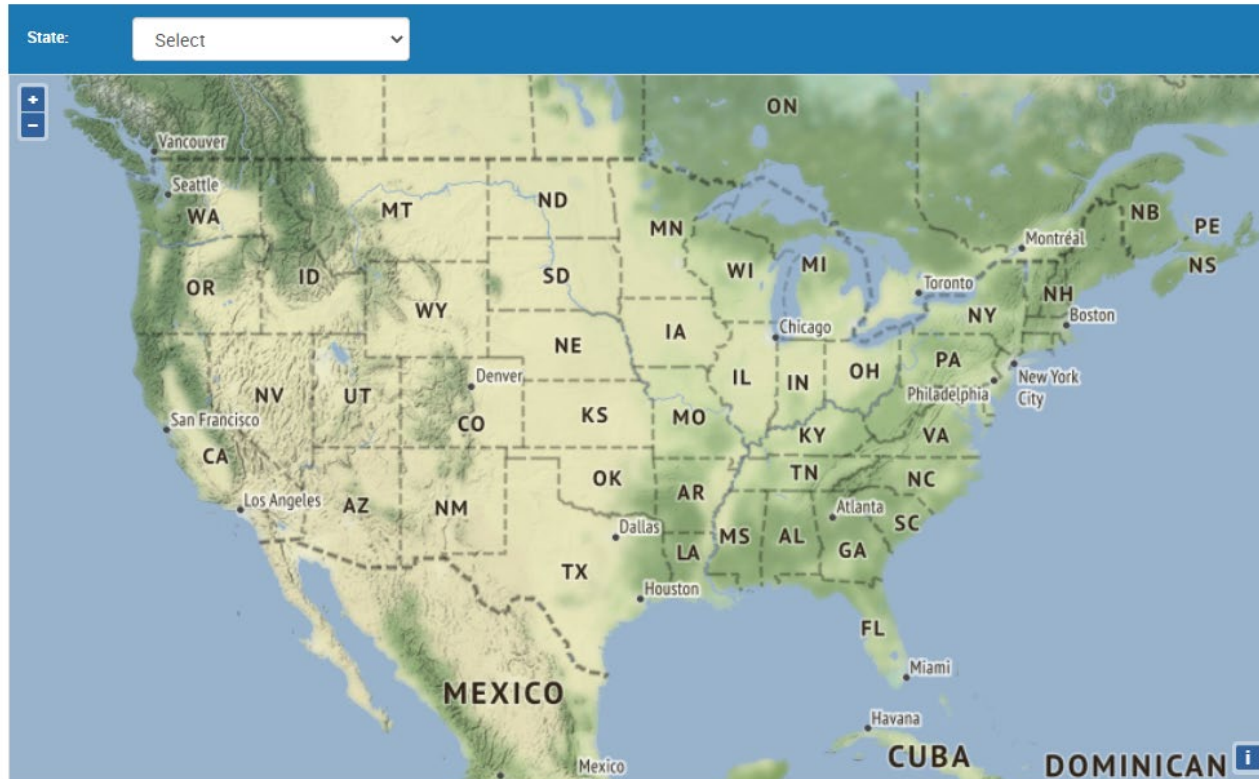 State:
Select
+
−
ON
Vancouver
Seattle
WA
MT
ND
MN
NB
PE
Montréal
NS
OR
ID
SD
WI
MI
Toronto
NH
WY
NY
Boston
IA
Chicago
NE
PA
OH
IL
IN
Denver
New York
City
Philadelphia
NV
UT
CO
KS
MO
San Francisco
KY
VA
CA
TN
NC
OK
AR
Los Angeles
AZ
NM
Atlanta
SC
Dallas
MS
AL
GA
LA
TX
Houston
FL
Miami
MEXICO
Havana
CUBA
DOMINICAN
i
Mexico